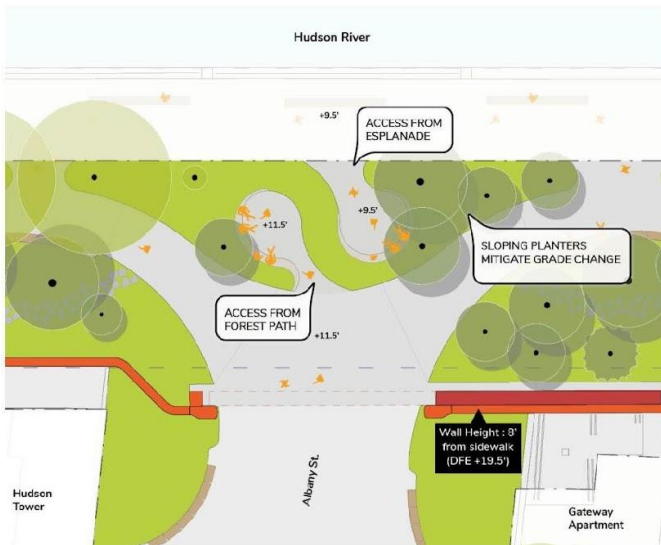 Hudson River
+9.5'
ACCESS FROM
ESPLANADE
+9.5'
+11.5'
SLOPING PLANTERS
MITIGATE GRADE CHANGE
ACCESS FROM
FOREST PATH
+11.5'
Wall Height : 8'
from sidewalk
(DFE +19.5')
Albany St.
Hudson
Tower
Gateway
Apartment